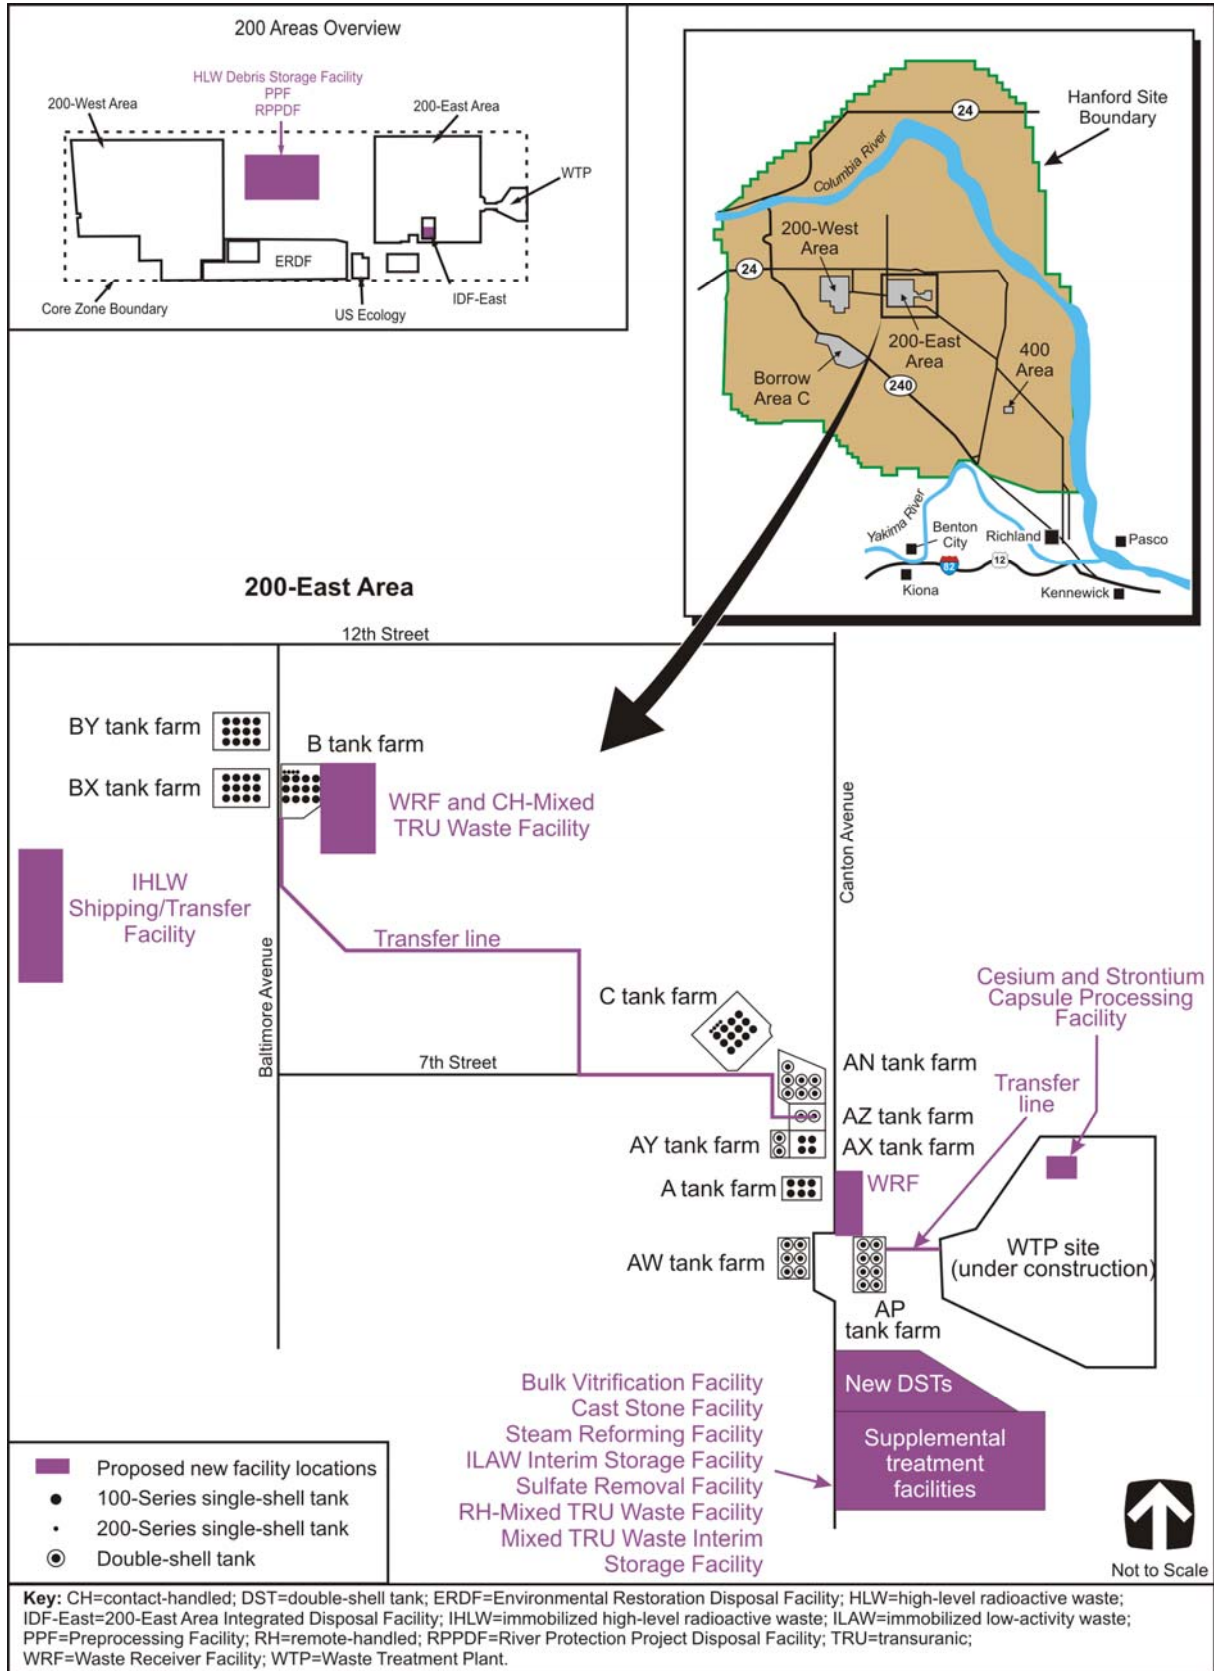 200 Areas Overview
HLW Debris Storage Facility
PPF
RPPDF
200-West Area
200-East Area
WTP
ERDF
Core Zone Boundary
US Ecology
IDF-East
Hanford Site
Boundary
24
Columbia River
200-West
Area
24
200-East
Area
400
Area
Borrow
Area C
240
Yakima River
Benton
City
Richland
Pasco
82
12
Kiona
Kennewick
200-East Area
12th Street
BY tank farm
B tank farm
BX tank farm
WRF and CH-Mixed
TRU Waste Facility
Canton Avenue
IHLW
Shipping/Transfer
Facility
Transfer line
Baltimore Avenue
C tank farm
Cesium and Strontium
Capsule Processing
Facility
7th Street
AN tank farm
Transfer
line
AZ tank farm
AY tank farm
AX tank farm
A tank farm
WRF
AW tank farm
WTP site
(under construction)
AP
tank farm
Bulk Vitrification Facility
Cast Stone Facility
Steam Reforming Facility
ILAW Interim Storage Facility
Sulfate Removal Facility
RH-Mixed TRU Waste Facility
Mixed TRU Waste Interim
Storage Facility
New DSTs
Supplemental
treatment
facilities
Proposed new facility locations
100-Series single-shell tank
200-Series single-shell tank
Double-shell tank
Not to Scale
Key: CH=contact-handled; DST=double-shell tank; ERDF=Environmental Restoration Disposal Facility; HLW=high-level radioactive waste;
IDF-East=200-East Area Integrated Disposal Facility; IHLW=immobilized high-level radioactive waste; ILAW=immobilized low-activity waste;
PPF=Preprocessing Facility; RH=remote-handled; RPPDF=River Protection Project Disposal Facility; TRU=transuranic;
WRF=Waste Receiver Facility; WTP=Waste Treatment Plant.